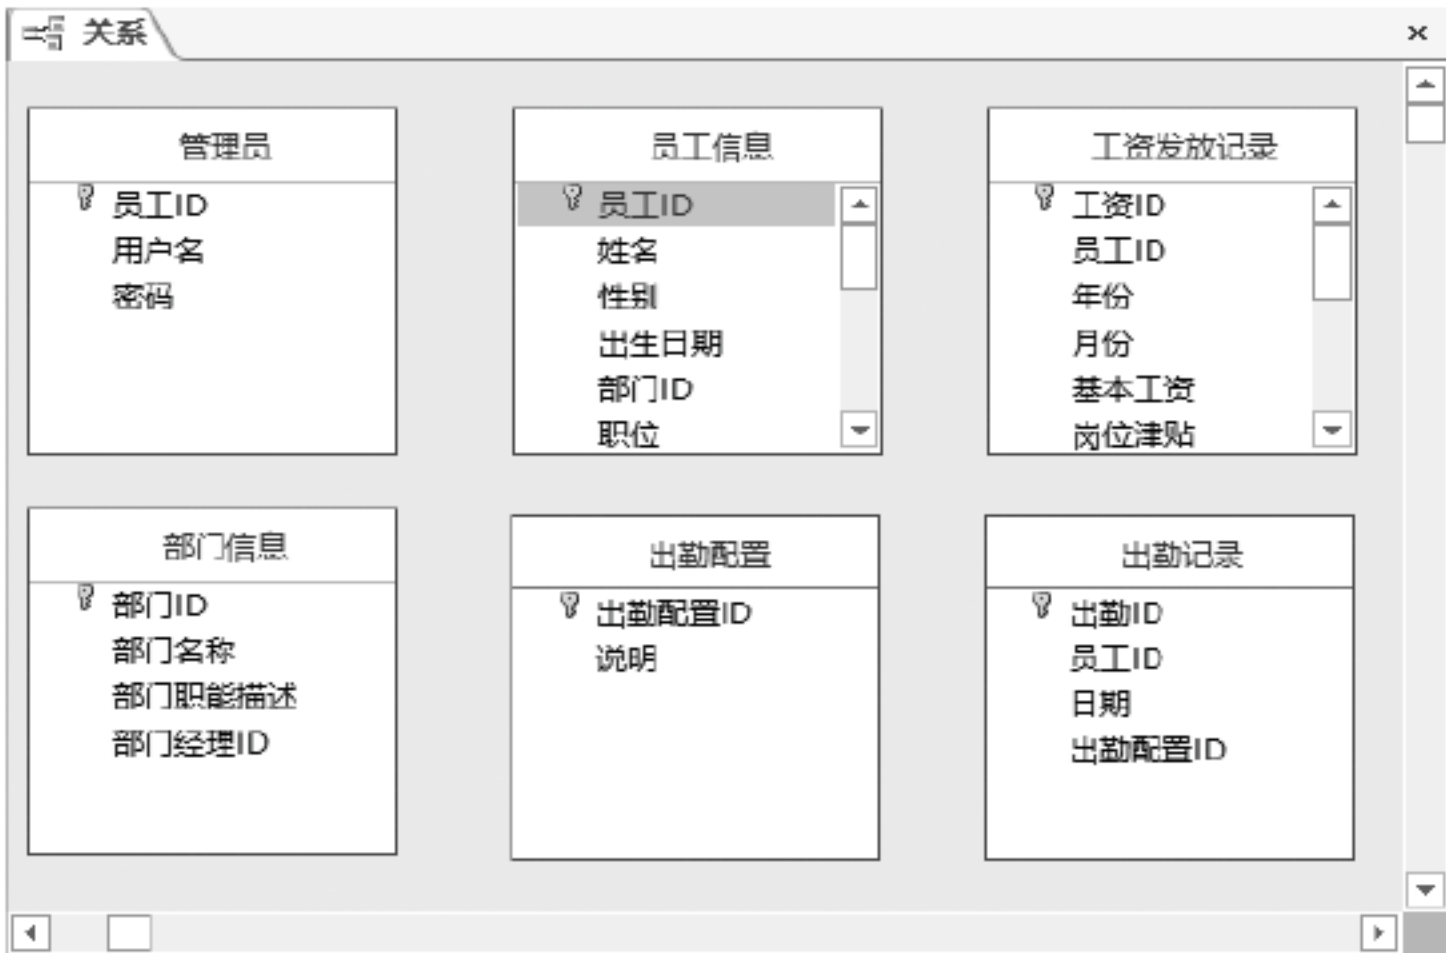 关系
管理员
员工ID
用户名
密码
员工信息
员工ID
姓名
性别
出生日期
部门ID
职位
工资发放记录
工资ID
员工ID
年份
月份
基本工资
岗位津贴
部门信息
部门ID
部门名称
部门职能描述
部门经理ID
出勤配置
出勤配置ID
说明
出勤记录
出勤ID
员工ID
日期
出勤配置ID